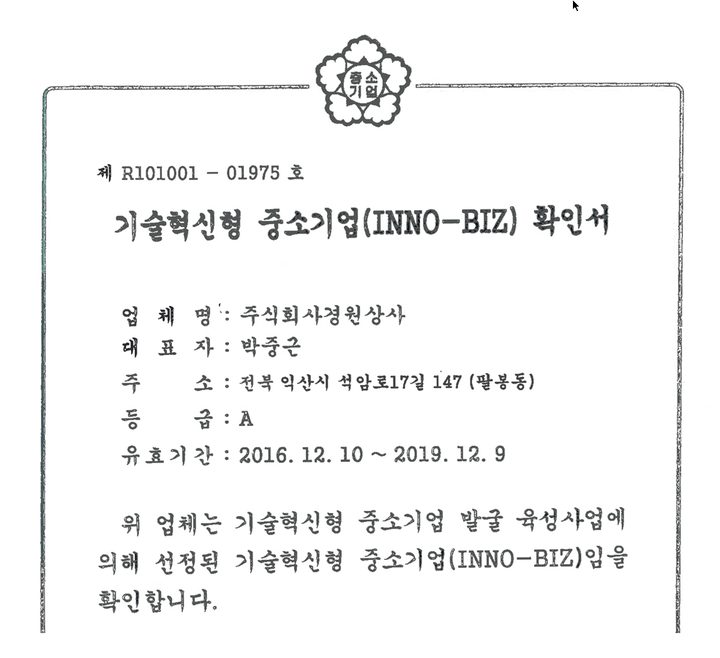 중소
기업
제 R101001 - 01975 호
기술혁신형 중소기업(INNO-BIZ) 확인서
업 체 명 : 주식회사경원상사
대 표 자 : 박중근
주 소 : 전북 익산시 석암로17길 147 (팔봉동)
등 급 : A
유효기간 : 2016. 12. 10 ~ 2019. 12. 9
위 업체는 기술혁신형 중소기업 발굴 육성사업에
의해 선정된 기술혁신형 중소기업(INNO-BIZ)임을
확인합니다.